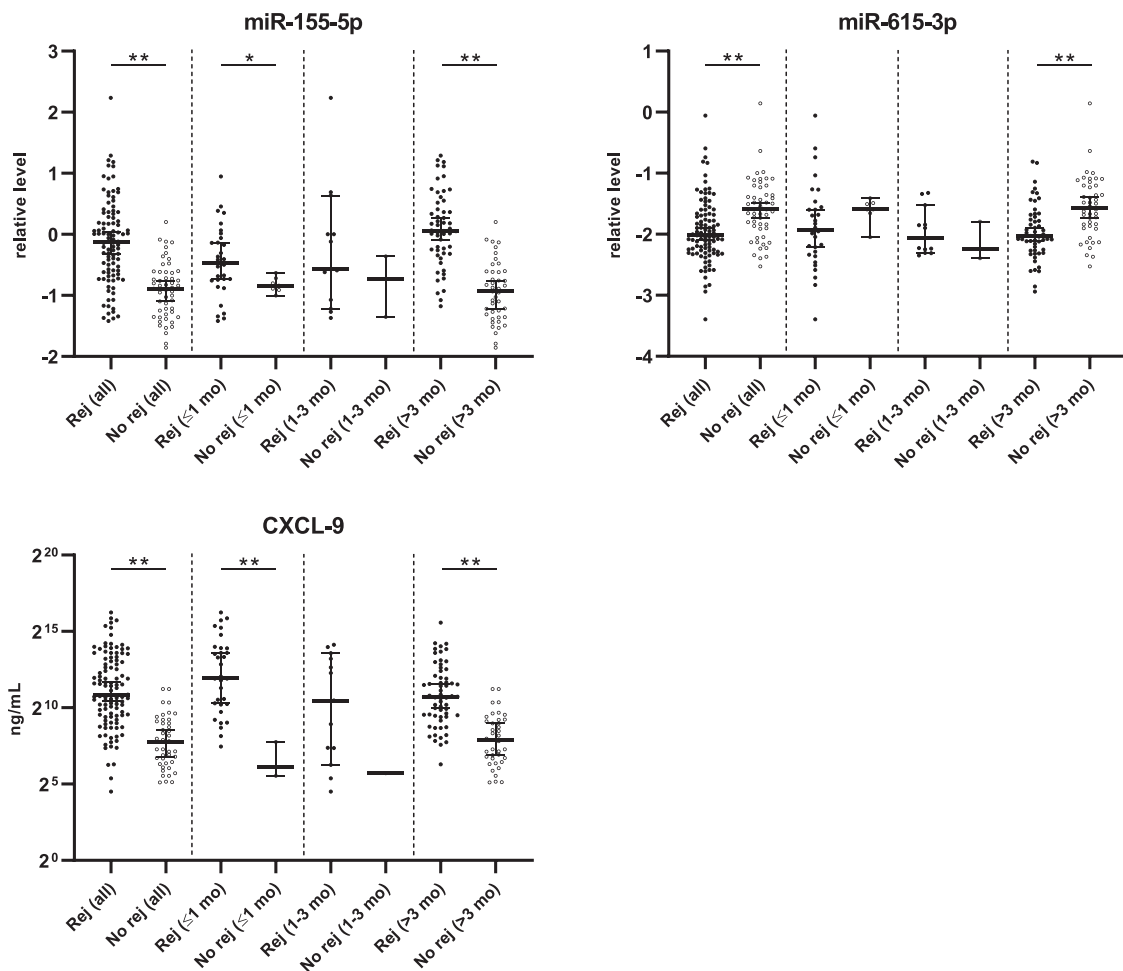 miR-155-5p
relative level
3
2
1
0
-1
-2
** * **
Rej (all)
No rej (all)
Rej (≤1 mo)
No rej (≤1 mo)
Rej (1-3 mo)
No rej (1-3 mo)
Rej (>3 mo)
No rej (>3 mo)
miR-615-3p
relative level
1
0
-1
-2
-3
-4
** **
Rej (all)
No rej (all)
Rej (≤1 mo)
No rej (≤1 mo)
Rej (1-3 mo)
No rej (1-3 mo)
Rej (>3 mo)
No rej (>3 mo)
CXCL-9
ng/mL
2²⁰
2¹⁵
2¹⁰
2⁵
2⁰
** ** **
Rej (all)
No rej (all)
Rej (≤1 mo)
No rej (≤1 mo)
Rej (1-3 mo)
No rej (1-3 mo)
Rej (>3 mo)
No rej (>3 mo)